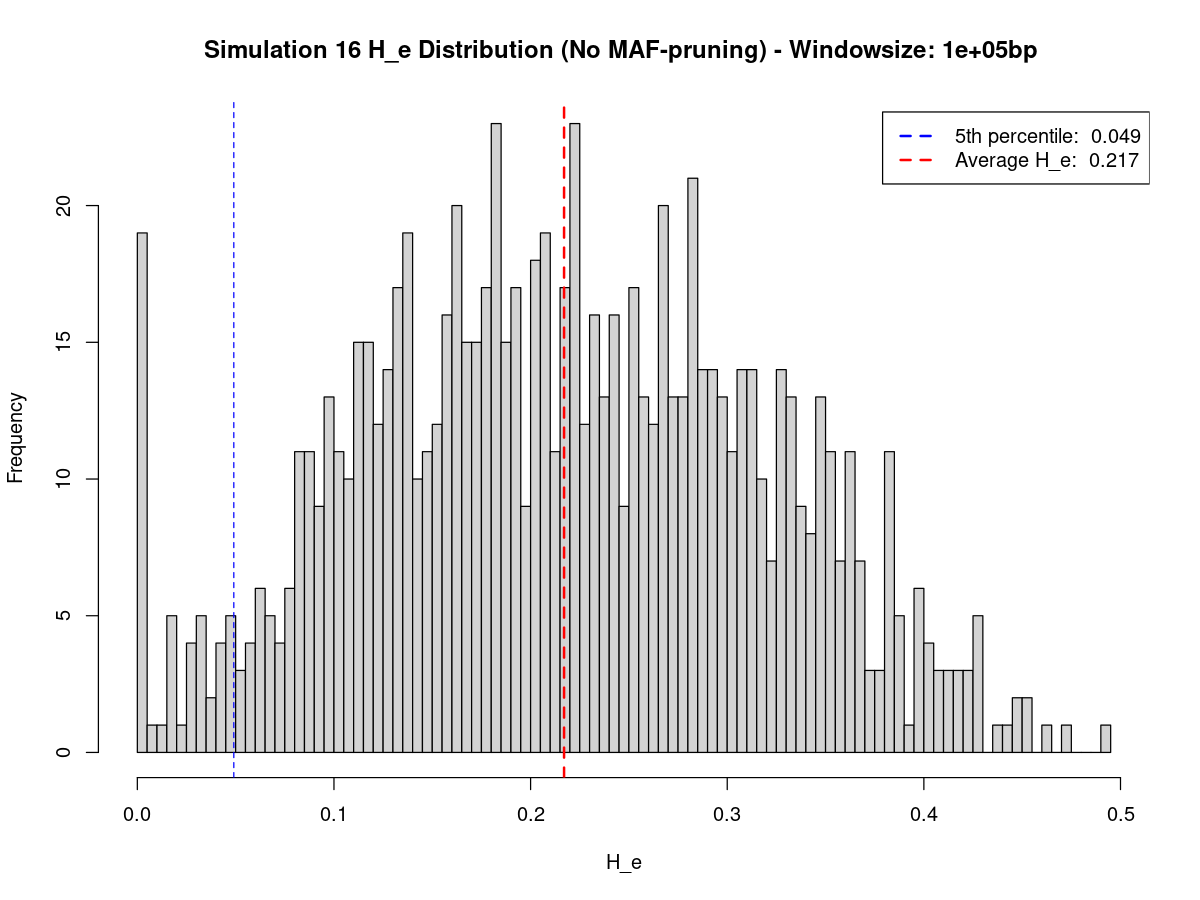 Simulation 16 H_e Distribution (No MAF-pruning) - Windowsize: 1e+05bp
5th percentile: 0.049
Average H_e: 0.217
Frequency
20
15
10
5
0
0.0 0.1 0.2 0.3 0.4 0.5
H_e